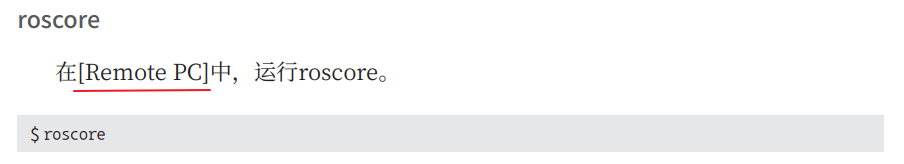 roscore
在[Remote PC]中，运行roscore。
$ roscore